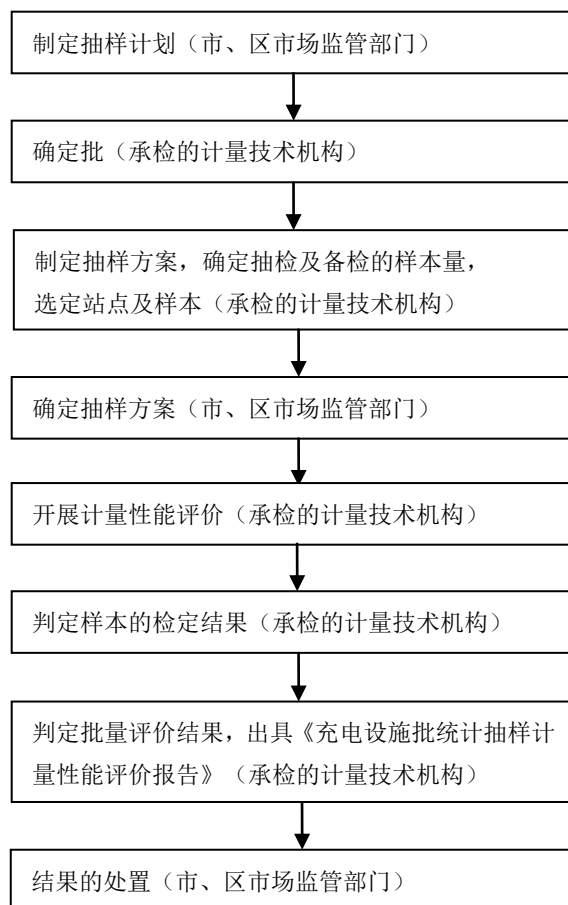 制定抽样计划（市、区市场监管部门）
确定批（承检的计量技术机构）
制定抽样方案，确定抽检及备检的样本量，
选定站点及样本（承检的计量技术机构）
确定抽样方案（市、区市场监管部门）
开展计量性能评价（承检的计量技术机构）
判定样本的检定结果（承检的计量技术机构）
判定批量评价结果，出具《充电设施批统计抽样计
量性能评价报告》（承检的计量技术机构）
结果的处置（市、区市场监管部门）